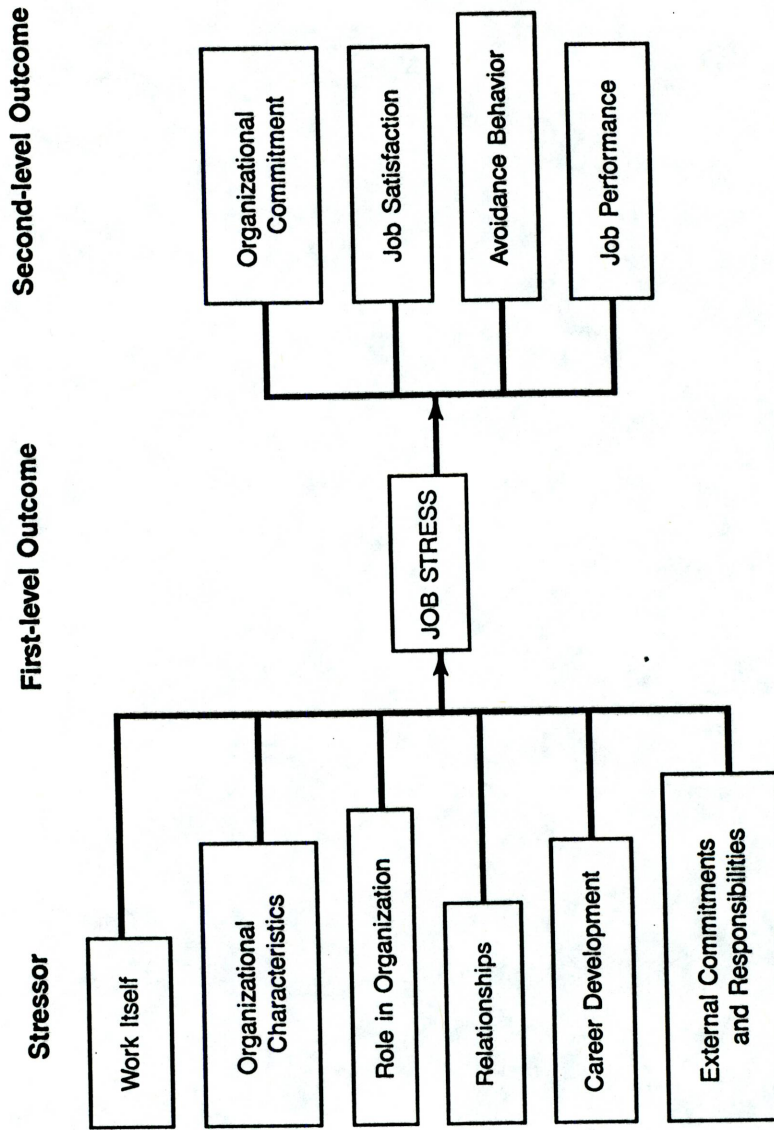 Stressor
First-level Outcome
Second-level Outcome
Work Itself
Organizational
Characteristics
Role in Organization
Relationships
Career Development
External Commitments
and Responsibilities
JOB STRESS
Organizational
Commitment
Job Satisfaction
Avoidance Behavior
Job Performance